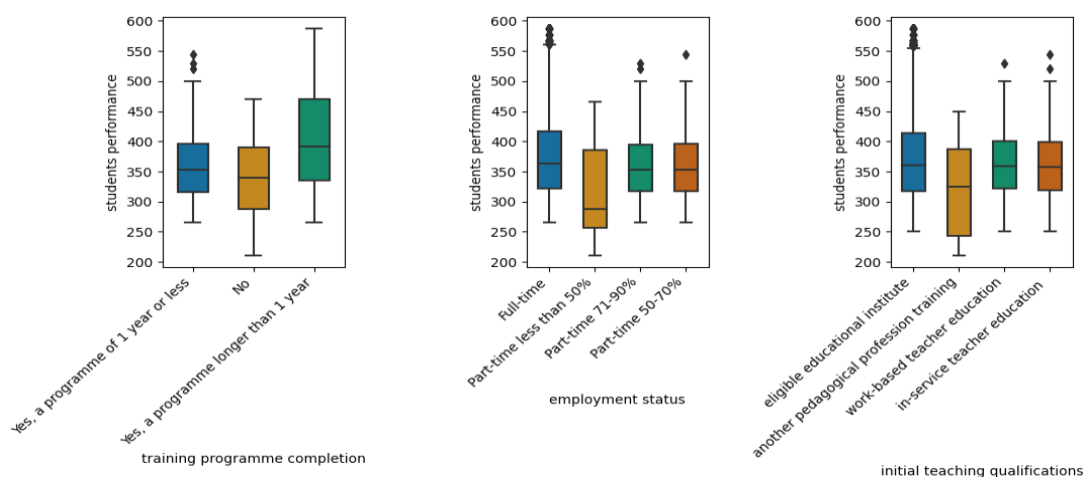 students performance
600
550
500
450
400
350
300
250
200
Yes, a programme of 1 year or less
No
Yes, a programme longer than 1 year
training programme completion
students performance
600
550
500
450
400
350
300
250
200
Full-time
Part-time less than 50%
Part-time 71-90%
Part-time 50-70%
employment status
students performance
600
550
500
450
400
350
300
250
200
eligible educational institute
another pedagogical profession training
work-based teacher education
in-service teacher education
initial teaching qualifications